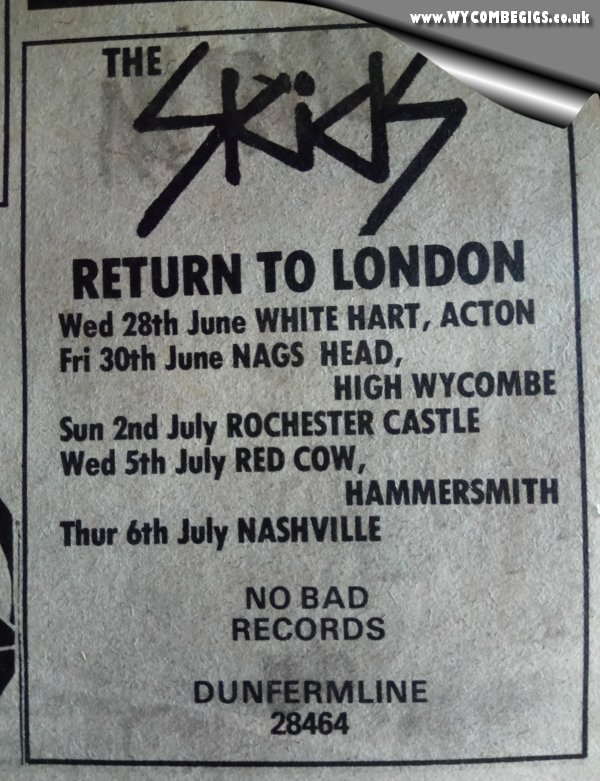 www.WYCOMBEGIGS.co.uk
THE
SKids
RETURN TO LONDON
Wed 28th June WHITE HART, ACTON
Fri 30th June NAGS HEAD,
HIGH WYCOMBE
Sun 2nd July ROCHESTER CASTLE
Wed 5th July RED COW,
HAMMERSMITH
Thur 6th July NASHVILLE
NO BAD
RECORDS
DUNFERMLINE
28464